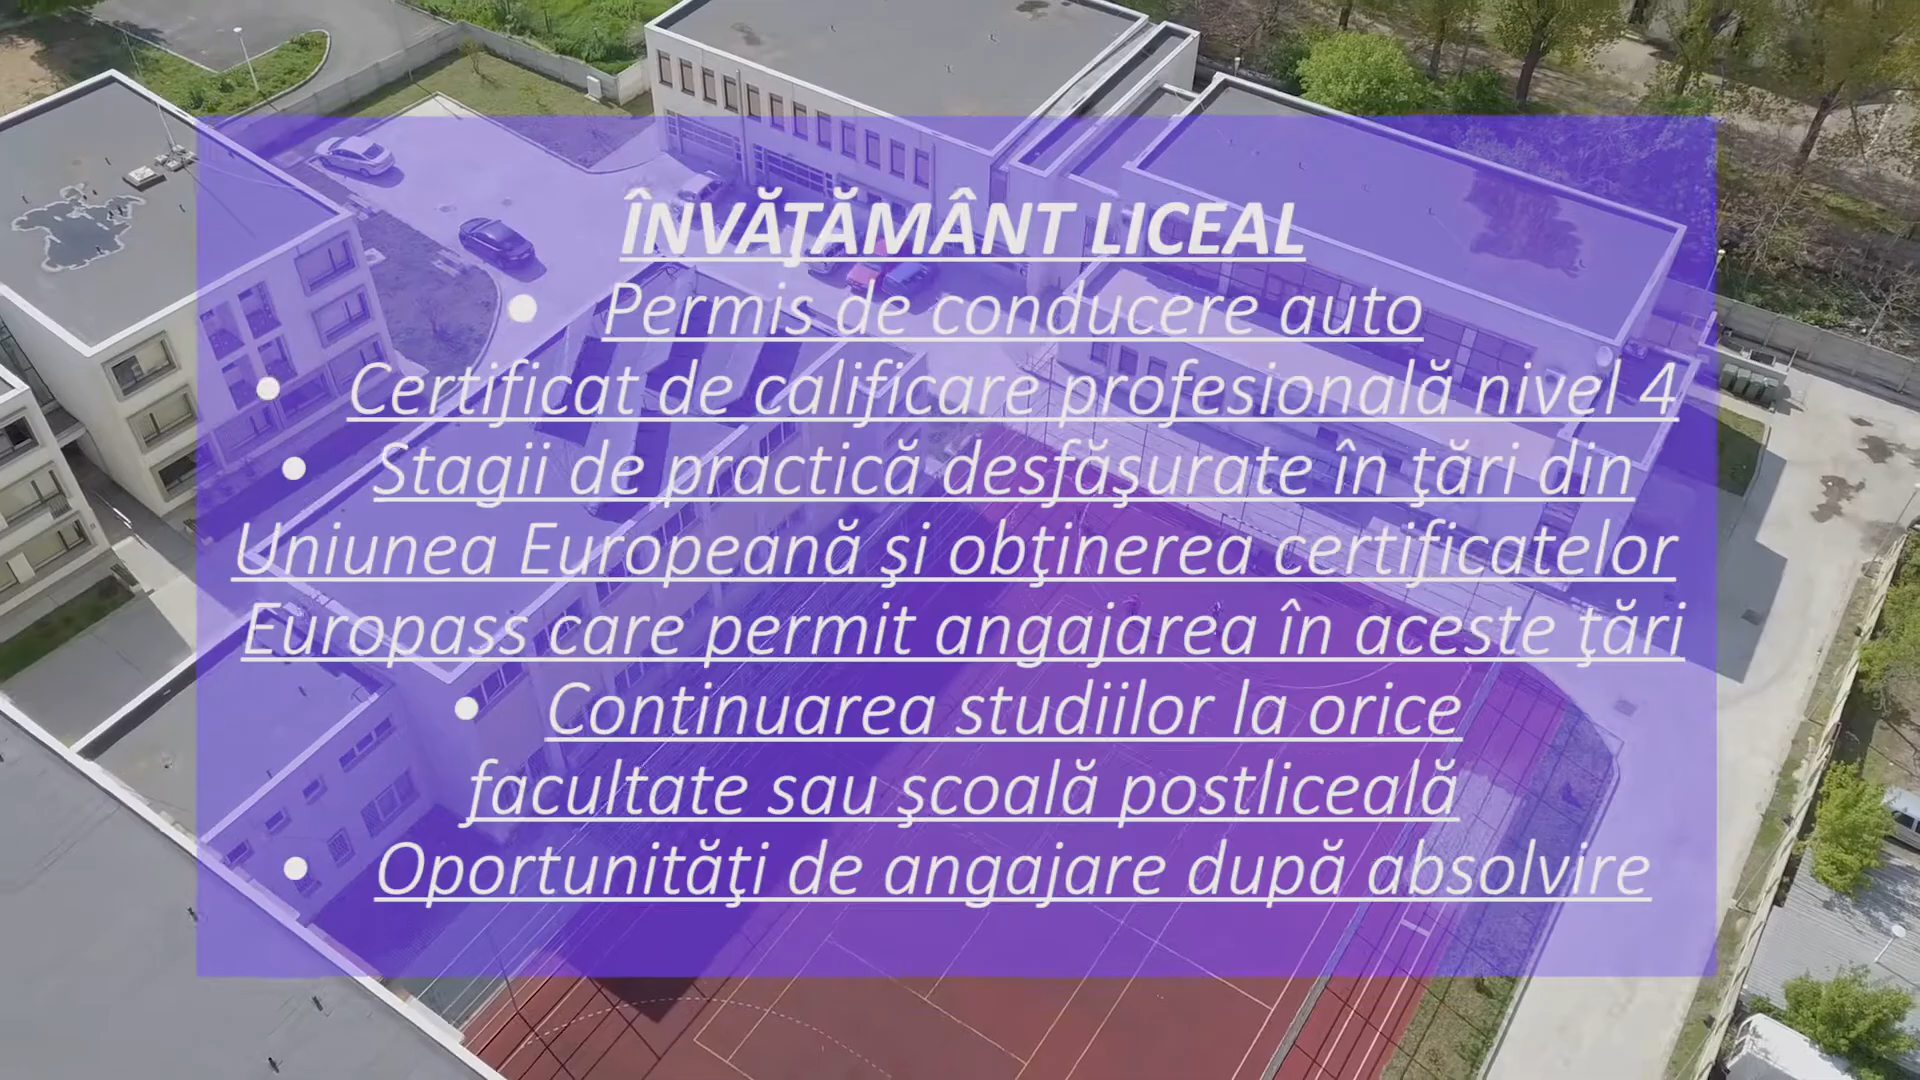 ÎNVĂŢĂMÂNT LICEAL
• Permis de conducere auto
• Certificat de calificare profesională nivel 4
• Stagii de practică desfăşurate în ţări din
Uniunea Europeană şi obţinerea certificatelor
Europass care permit angajarea în aceste ţări
• Continuarea studiilor la orice
facultate sau şcoală postliceală
• Oportunităţi de angajare după absolvire